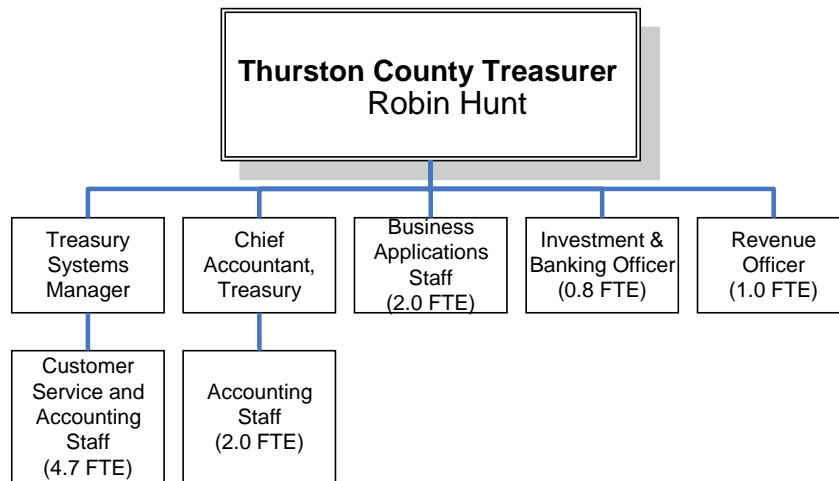 Thurston County Treasurer
Robin Hunt
Treasury
Systems
Manager
Chief
Accountant,
Treasury
Business
Applications
Staff
(2.0 FTE)
Investment &
Banking Officer
(0.8 FTE)
Revenue
Officer
(1.0 FTE)
Customer
Service and
Accounting
Staff
(4.7 FTE)
Accounting
Staff
(2.0 FTE)